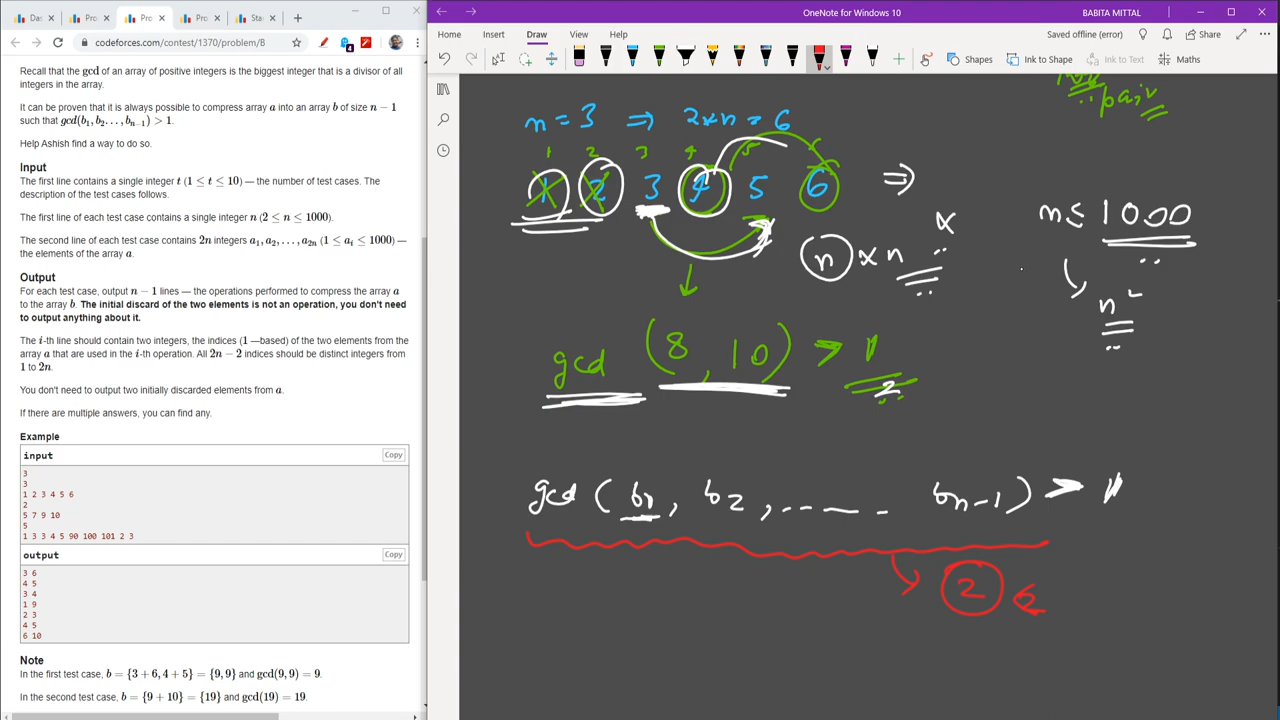 Da
Pro
Pro
Pro
Sta
codeforces.com/contest/1370/problem/B
Recall that the gcd of an array of positive integers is the biggest integer that is a divisor of all
integers in the array.
It can be proven that it is always possible to compress array a into an array b of size n − 1
such that gcd(b1, b2 . . . , bn−1) > 1.
Help Ashish find a way to do so.
Input
The first line contains a single integer t (1 ≤ t ≤ 10) — the number of test cases. The
description of the test cases follows.
The first line of each test case contains a single integer n (2 ≤ n ≤ 1000).
The second line of each test case contains 2n integers a1, a2, . . . , a2n (1 ≤ ai ≤ 1000) —
the elements of the array a.
Output
For each test case, output n − 1 lines — the operations performed to compress the array a
to the array b. The initial discard of the two elements is not an operation, you don't need
to output anything about it.
The i-th line should contain two integers, the indices (1 —based) of the two elements from the
array a that are used in the i-th operation. All 2n − 2 indices should be distinct integers from
1 to 2n.
You don't need to output two initially discarded elements from a.
If there are multiple answers, you can find any.
Example
input
Copy
3
3
1 2 3 4 5 6
2
5 7 9 10
5
1 3 3 4 5 90 100 101 2 3
output
Copy
3 6
4 5
3 4
1 9
2 3
4 5
6 10
Note
In the first test case, b = {3 + 6, 4 + 5} = {9, 9} and gcd(9, 9) = 9.
In the second test case, b = {9 + 10} = {19} and gcd(19) = 19.
OneNote for Windows 10
BABITA MITTAL
Home Insert Draw View Help
Saved offline (error)
Share
Shapes
Ink to Shape
Ink to Text
Maths
pair
n = 3 ⇒ 2×n = 6
1 2 3 4 5
1 2 3 4 5 6 ⇒
n × n
n ≤ 1000
n²
gcd (8, 10) > 1
2
gcd (b1, b2, ..... bn-1) > 1
2